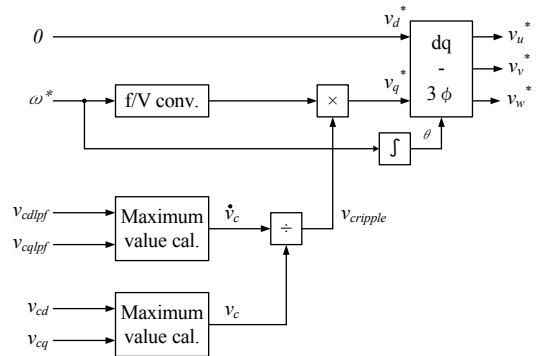 0
v_d^*
dq
-
3 ϕ
v_u^*
v_v^*
v_w^*
ω*
f/V conv.
×
v_q^*
∫
θ
v_cdlpf
v_cqlpf
Maximum
value cal.
v̇_c
÷
v_cripple
v_cd
v_cq
Maximum
value cal.
v_c